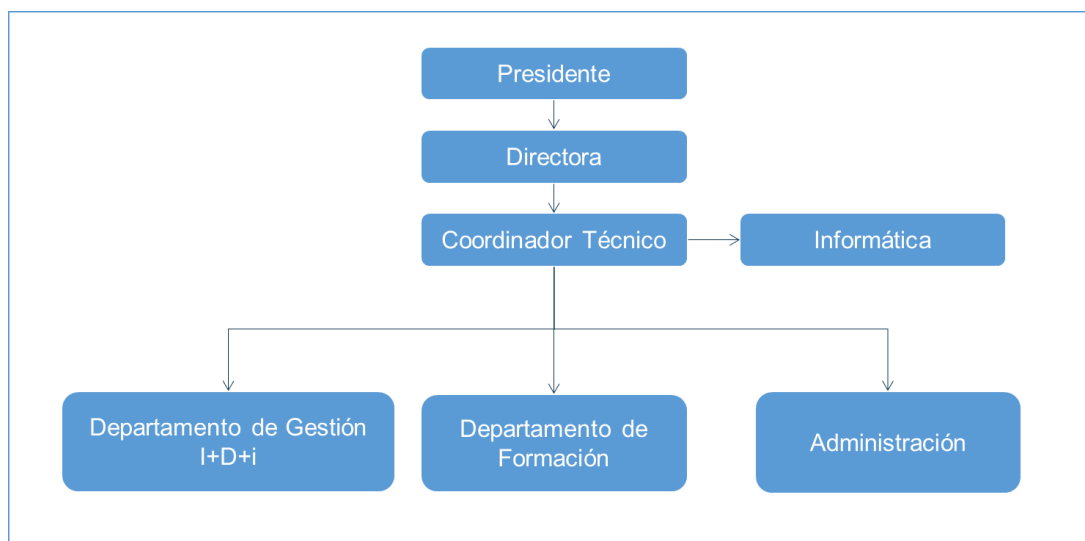 Presidente
Directora
Coordinador Técnico
Informática
Departamento de Gestión
I+D+i
Departamento de
Formación
Administración